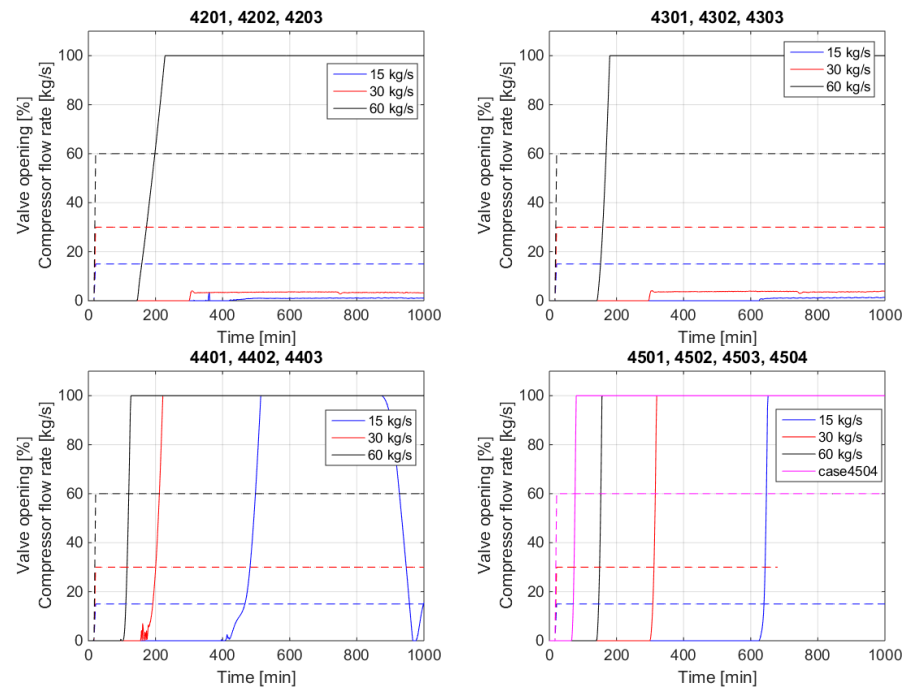 4201, 4202, 4203
Valve opening [%]
Compressor flow rate [kg/s]
100
80
60
40
20
0
0 200 400 600 800 1000
Time [min]
15 kg/s
30 kg/s
60 kg/s
4301, 4302, 4303
Valve opening [%]
Compressor flow rate [kg/s]
100
80
60
40
20
0
0 200 400 600 800 1000
Time [min]
15 kg/s
30 kg/s
60 kg/s
4401, 4402, 4403
Valve opening [%]
Compressor flow rate [kg/s]
100
80
60
40
20
0
0 200 400 600 800 1000
Time [min]
15 kg/s
30 kg/s
60 kg/s
4501, 4502, 4503, 4504
Valve opening [%]
Compressor flow rate [kg/s]
100
80
60
40
20
0
0 200 400 600 800 1000
Time [min]
15 kg/s
30 kg/s
60 kg/s
case4504